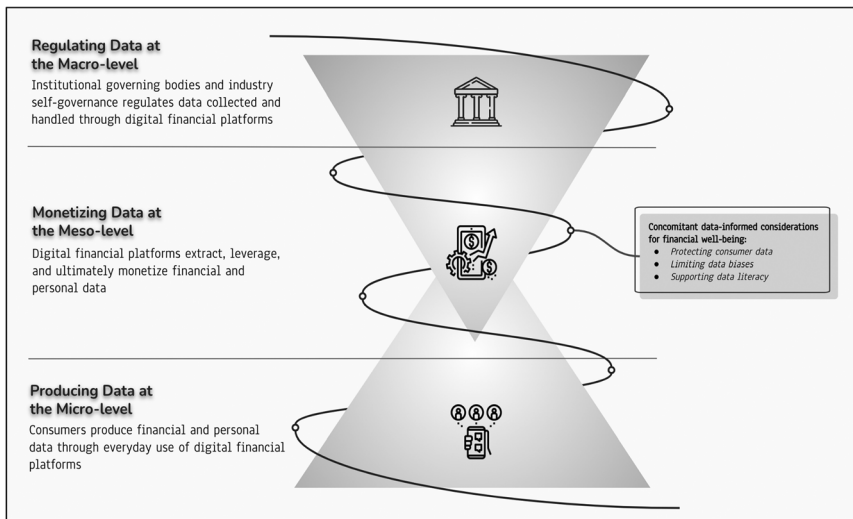 Regulating Data at
the Macro-level
Institutional governing bodies and industry
self-governance regulates data collected and
handled through digital financial platforms
Monetizing Data at
the Meso-level
Digital financial platforms extract, leverage,
and ultimately monetize financial and
personal data
Concomitant data-informed considerations
for financial well-being:
● Protecting consumer data
● Limiting data biases
● Supporting data literacy
Producing Data at
the Micro-level
Consumers produce financial and personal
data through everyday use of digital financial
platforms